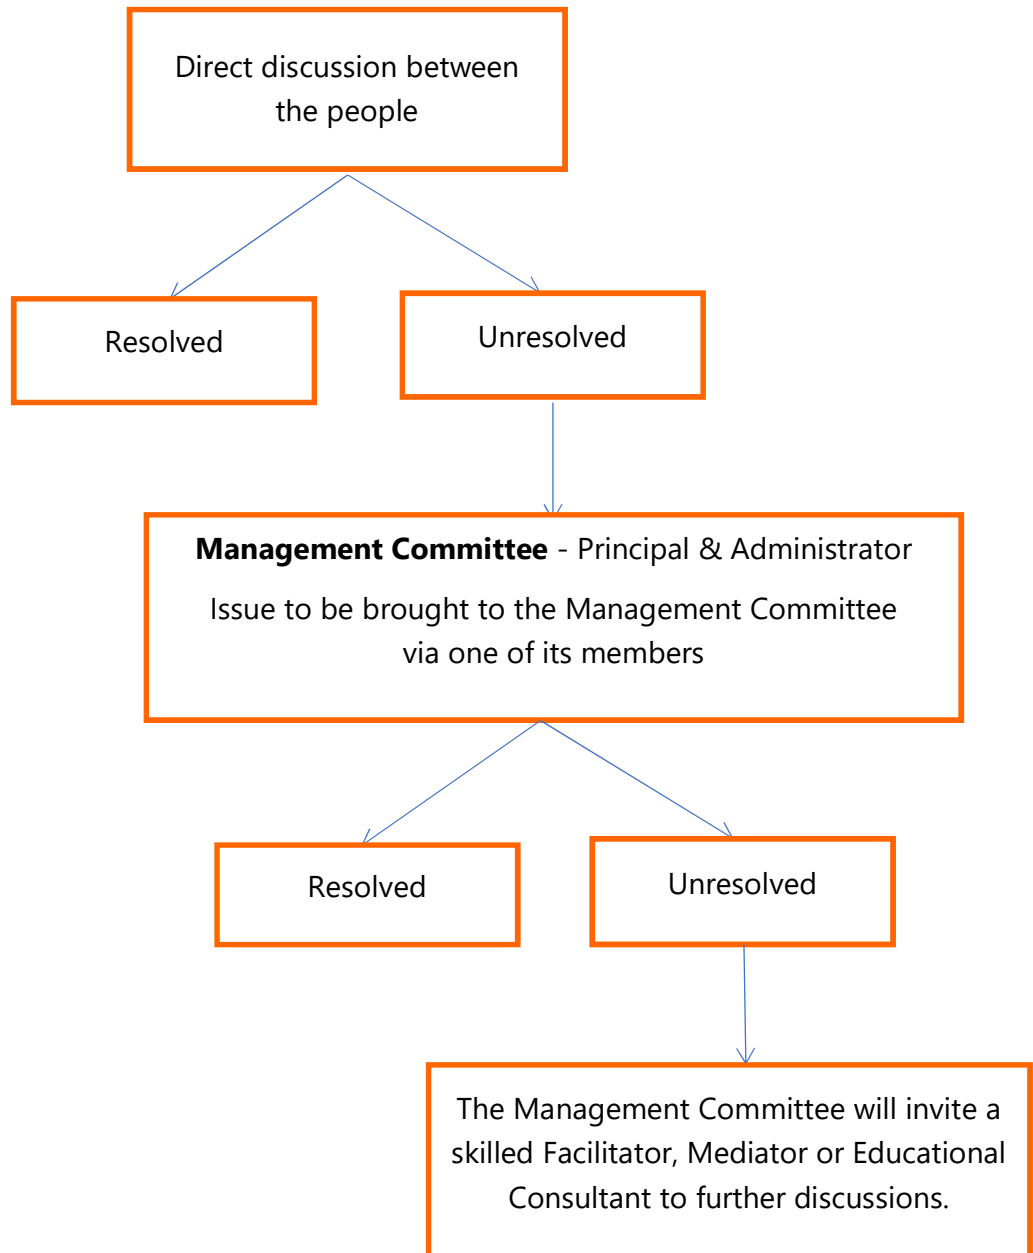 Direct discussion between
the people
Resolved
Unresolved
Management Committee - Principal & Administrator
Issue to be brought to the Management Committee
via one of its members
Resolved
Unresolved
The Management Committee will invite a
skilled Facilitator, Mediator or Educational
Consultant to further discussions.